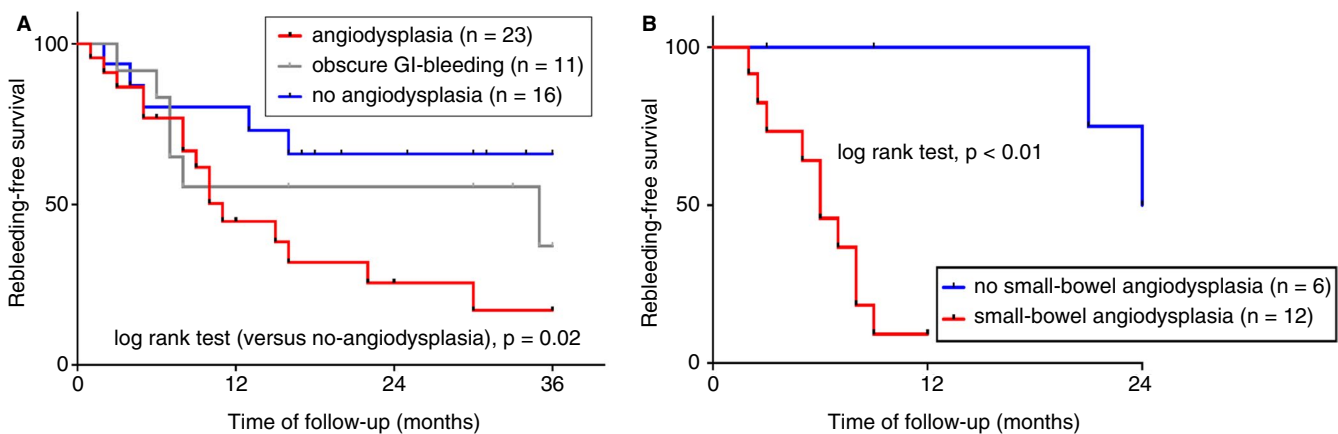 A
Rebleeding-free survival
100
50
0
angiodysplasia (n = 23)
obscure GI-bleeding (n = 11)
no angiodysplasia (n = 16)
log rank test (versus no-angiodysplasia), p = 0.02
0 12 24 36
Time of follow-up (months)
B
Rebleeding-free survival
100
50
0
log rank test, p < 0.01
no small-bowel angiodysplasia (n = 6)
small-bowel angiodysplasia (n = 12)
0 12 24
Time of follow-up (months)